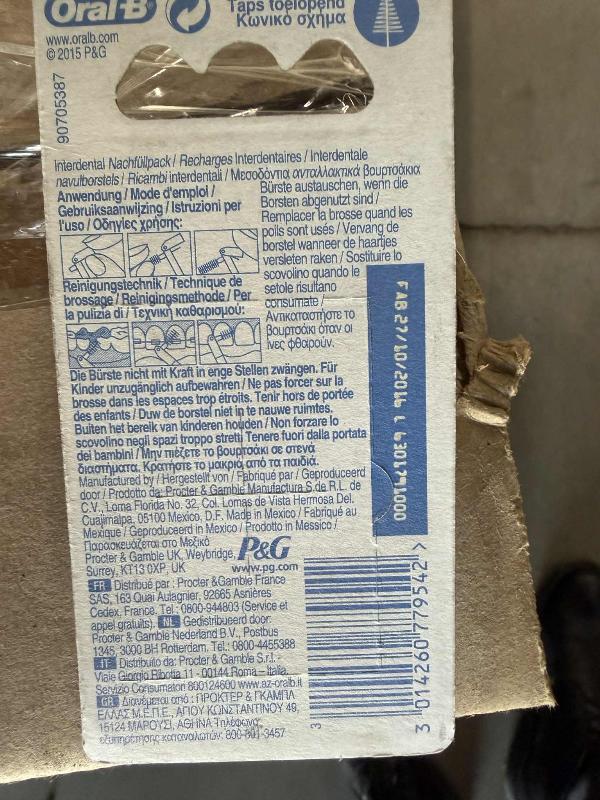 Oral-B
Taps toelopend
Κωνικό σχήμα
www.oralb.com
© 2015 P&G
90705387
Interdental Nachfüllpack / Recharges Interdentaires / Interdentale
navulborstels / Ricambi interdentali / Μεσοδόντια ανταλλακτικά βουρτσάκια
Anwendung / Mode d'emploi /
Gebruiksaanwijzing / Istruzioni per
l'uso / Οδηγίες χρήσης:
Bürste austauschen, wenn die
Borsten abgenutzt sind /
Remplacer la brosse quand les
poils sont usés / Vervang de
borstel wanneer de haartjes
versleten raken / Sostituire lo
scovolino quando le
setole risultano
consumate /
Αντικαταστήστε το
βουρτσάκι όταν οι
ίνες φθαρούν.
Reinigungstechnik / Technique de
brossage / Reinigingsmethode / Per
la pulizia di / Τεχνική καθαρισμού:
Die Bürste nicht mit Kraft in enge Stellen zwängen. Für
Kinder unzugänglich aufbewahren / Ne pas forcer sur la
brosse dans les espaces trop étroits. Tenir hors de portée
des enfants / Duw de borstel niet in te nauwe ruimtes.
Buiten het bereik van kinderen houden / Non forzare lo
scovolino negli spazi troppo stretti Tenere fuori dalla portata
dei bambini / Μην πιέζετε το βουρτσάκι σε στενά
διαστήματα. Κρατήστε το μακριά από τα παιδιά.
Manufactured by / Hergestellt von / Fabriqué par / Geproduceerd
door / Prodotto da: Procter & Gamble Manufactura S.de R.L. de
C.V., Loma Florida No. 32, Col. Lomas de Vista Hermosa Del.
Cuajimalpa, 05100 Mexico, D.F. Made in Mexico / Fabriqué au
Mexique / Geproduceerd in Mexico / Prodotto in Messico /
Παρασκευάζεται στο Μεξικό
Procter & Gamble UK, Weybridge,
Surrey, KT13 0XP, UK
P&G
www.pg.com
FR Distribué par : Procter &Gamble France
SAS, 163 Quai Aulagnier, 92665 Asnières
Cedex, France. Tel : 0800-944803 (Service et
appel gratuits). NL Gedistribueerd door:
Procter & Gamble Nederland B.V., Postbus
1345, 3000 BH Rotterdam. Tel.: 0800-4455388
IT Distribuito da: Procter & Gamble S.r.l.-
Viale Giorgio Ribotta 11 - 00144 Roma – Italia.
Servizio Consumatori 800124600 www.az-oralb.it
GR Διανέμεται από : ΠΡΟΚΤΕΡ & ΓΚΑΜΠΛ
ΕΛΛΑΣ Μ.Ε.Π.Ε., ΑΓΙΟΥ ΚΩΝΣΤΑΝΤΙΝΟΥ 49,
15124 ΜΑΡΟΥΣΙ, ΑΘΗΝΑ Τηλέφωνο
εξυπηρέτησης καταναλωτών: 800-801-3457
FAB 27/10/2016
3 014260 779542 >
3